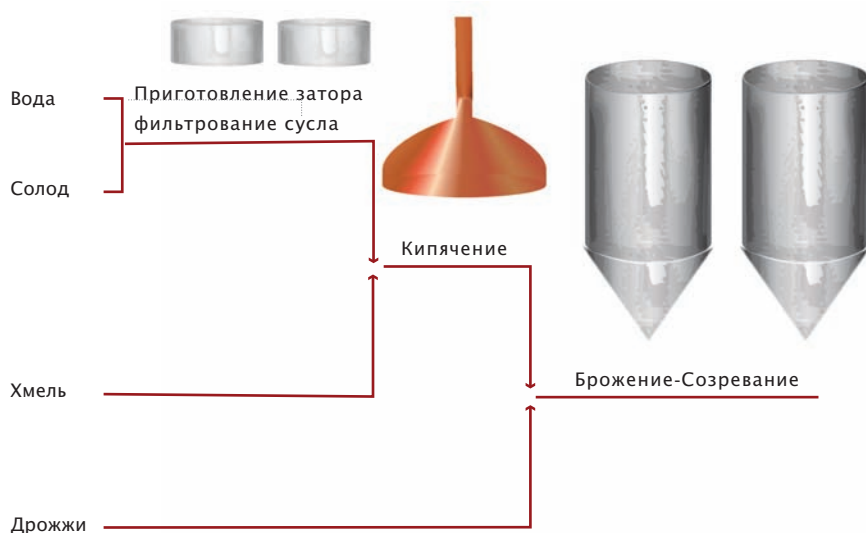 Вода
Приготовление затора
фильтрование сусла
Солод
Кипячение
Хмель
Брожение-Созревание
Дрожжи